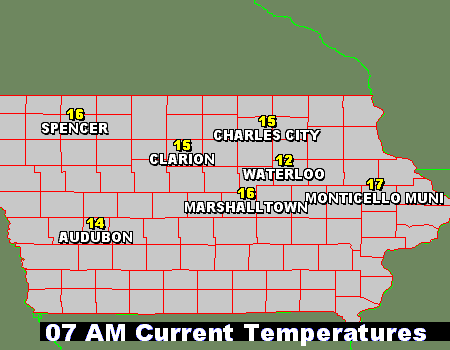 16
SPENCER
15
CHARLES CITY
15
CLARION
12
WATERLOO
17
MONTICELLO MUNI
16
MARSHALLTOWN
14
AUDUBON
07 AM Current Temperatures